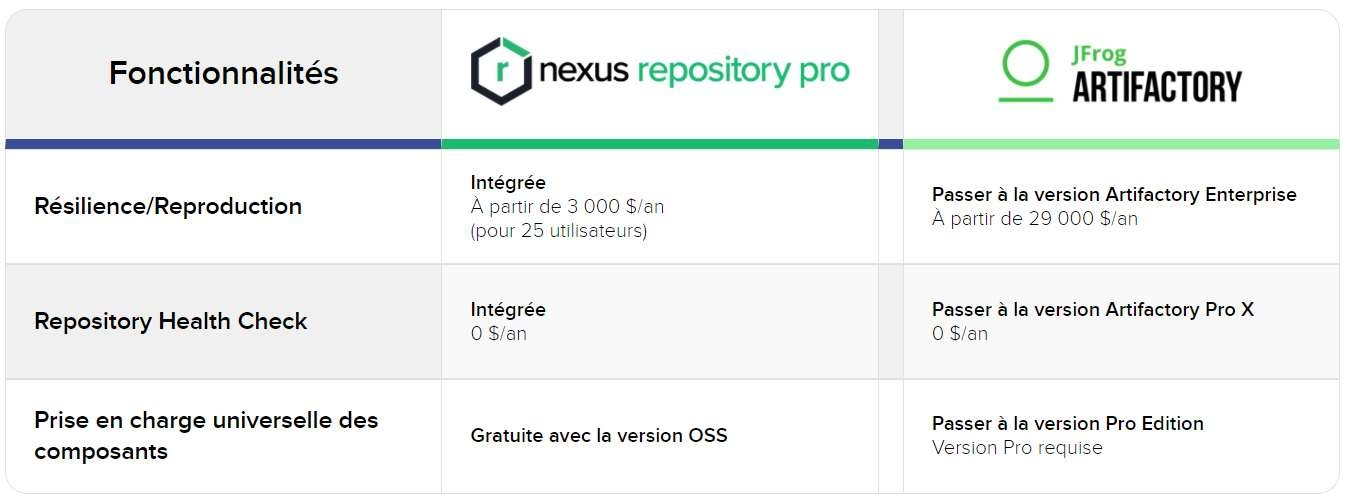 Fonctionnalités
r nexus repository pro
JFrog
ARTIFACTORY
Résilience/Reproduction
Intégrée
À partir de 3 000 $/an
(pour 25 utilisateurs)
Passer à la version Artifactory Enterprise
À partir de 29 000 $/an
Repository Health Check
Intégrée
0 $/an
Passer à la version Artifactory Pro X
0 $/an
Prise en charge universelle des
composants
Gratuite avec la version OSS
Passer à la version Pro Edition
Version Pro requise